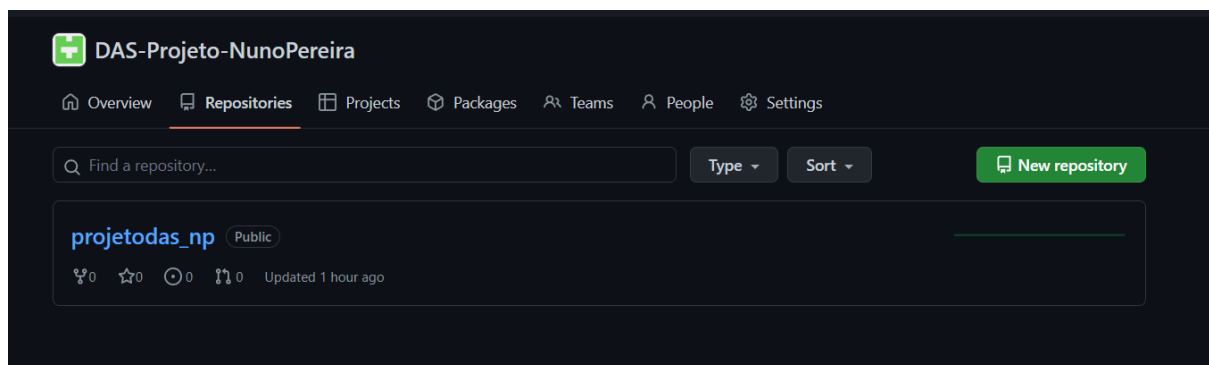 DAS-Projeto-NunoPereira
Overview Repositories Projects Packages Teams People Settings
Find a repository... Type Sort New repository
projetodas_np Public
0 0 0 0 Updated 1 hour ago